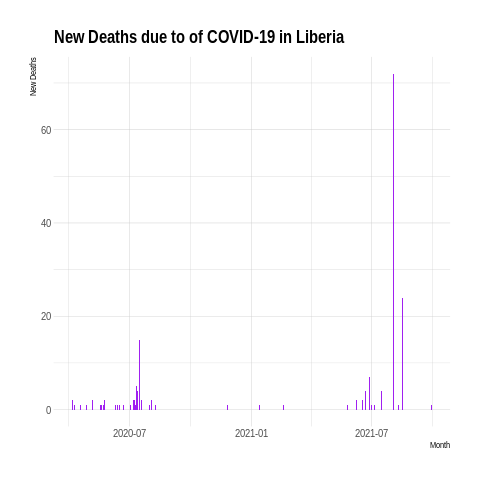 New Deaths due to of COVID-19 in Liberia
New Deaths
60
40
20
0
2020-07
2021-01
2021-07
Month